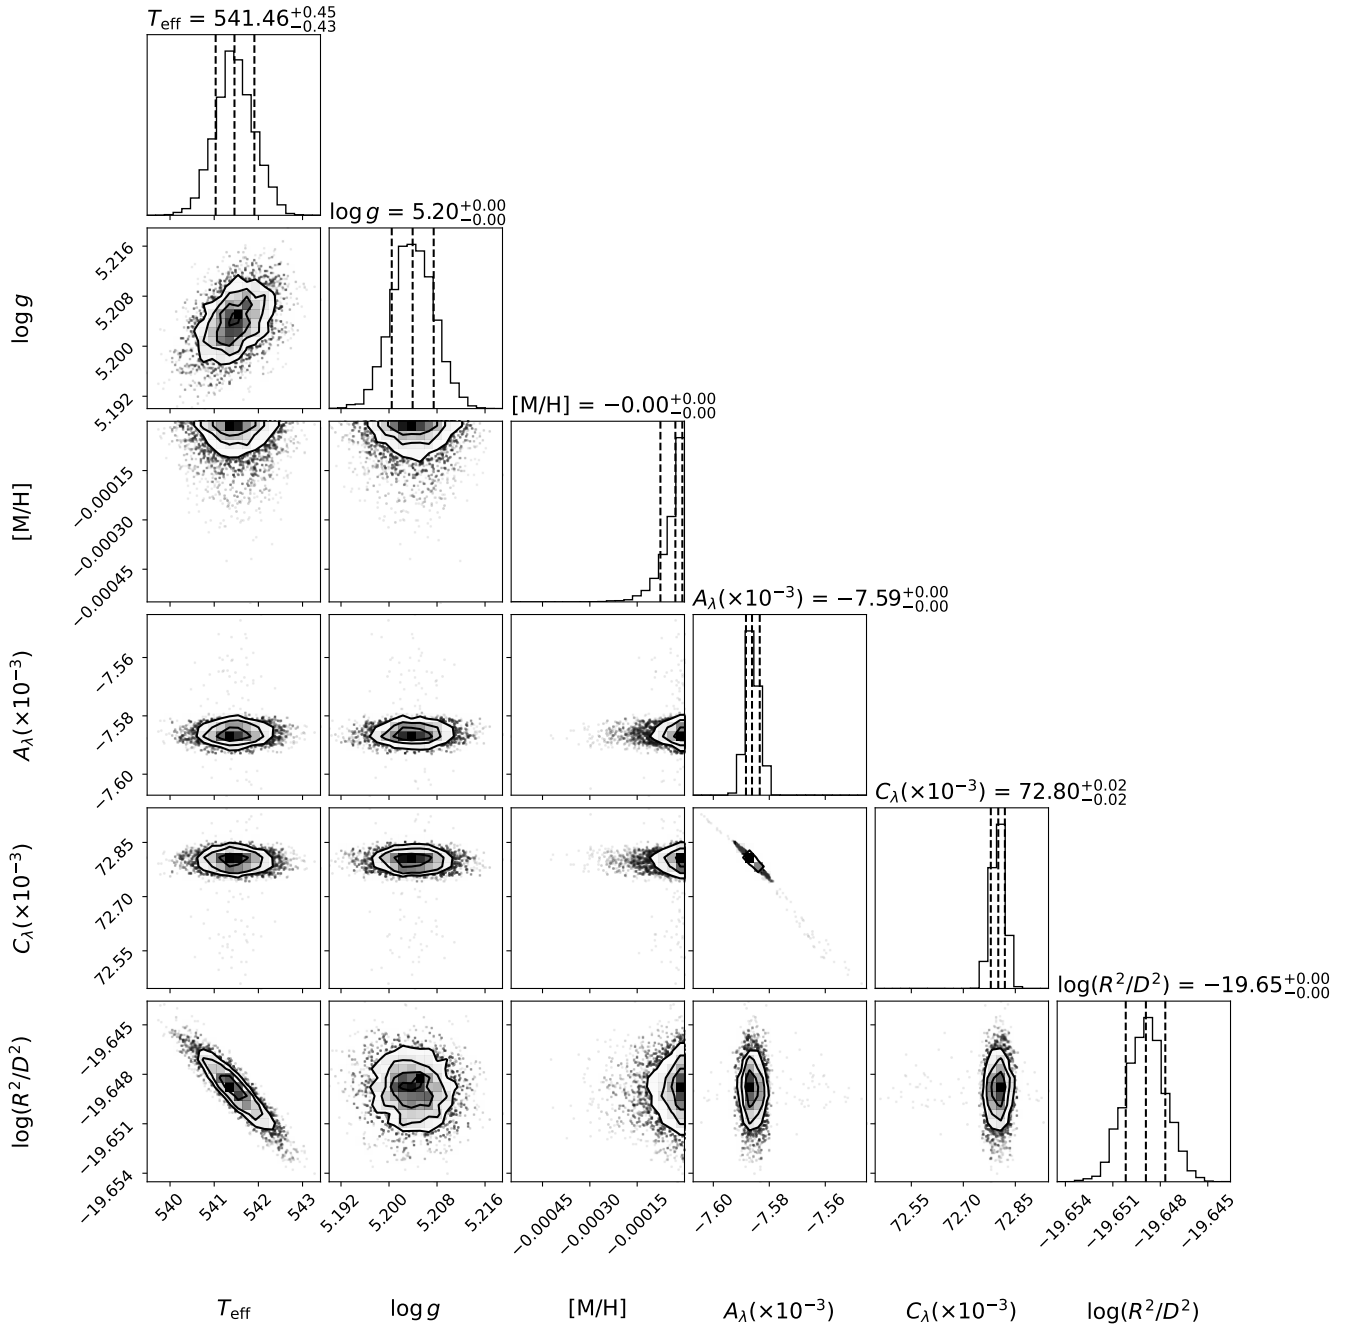 T_eff = 541.46^{+0.45}_{−0.43}
log g = 5.20^{+0.00}_{−0.00}
log g
5.216
5.208
5.200
5.192
[M/H] = −0.00^{+0.00}_{−0.00}
[M/H]
−0.00015
−0.00030
−0.00045
A_λ(×10^{−3}) = −7.59^{+0.00}_{−0.00}
A_λ(×10^{−3})
−7.56
−7.58
−7.60
C_λ(×10^{−3}) = 72.80^{+0.02}_{−0.02}
C_λ(×10^{−3})
72.85
72.70
72.55
log(R^2/D^2) = −19.65^{+0.00}_{−0.00}
log(R^2/D^2)
−19.645
−19.648
−19.651
−19.654
540 541 542 543
5.192 5.200 5.208 5.216
−0.00045 −0.00030 −0.00015
−7.60 −7.58 −7.56
72.55 72.70 72.85
−19.654 −19.651 −19.648 −19.645
T_eff
log g
[M/H]
A_λ(×10^{−3})
C_λ(×10^{−3})
log(R^2/D^2)